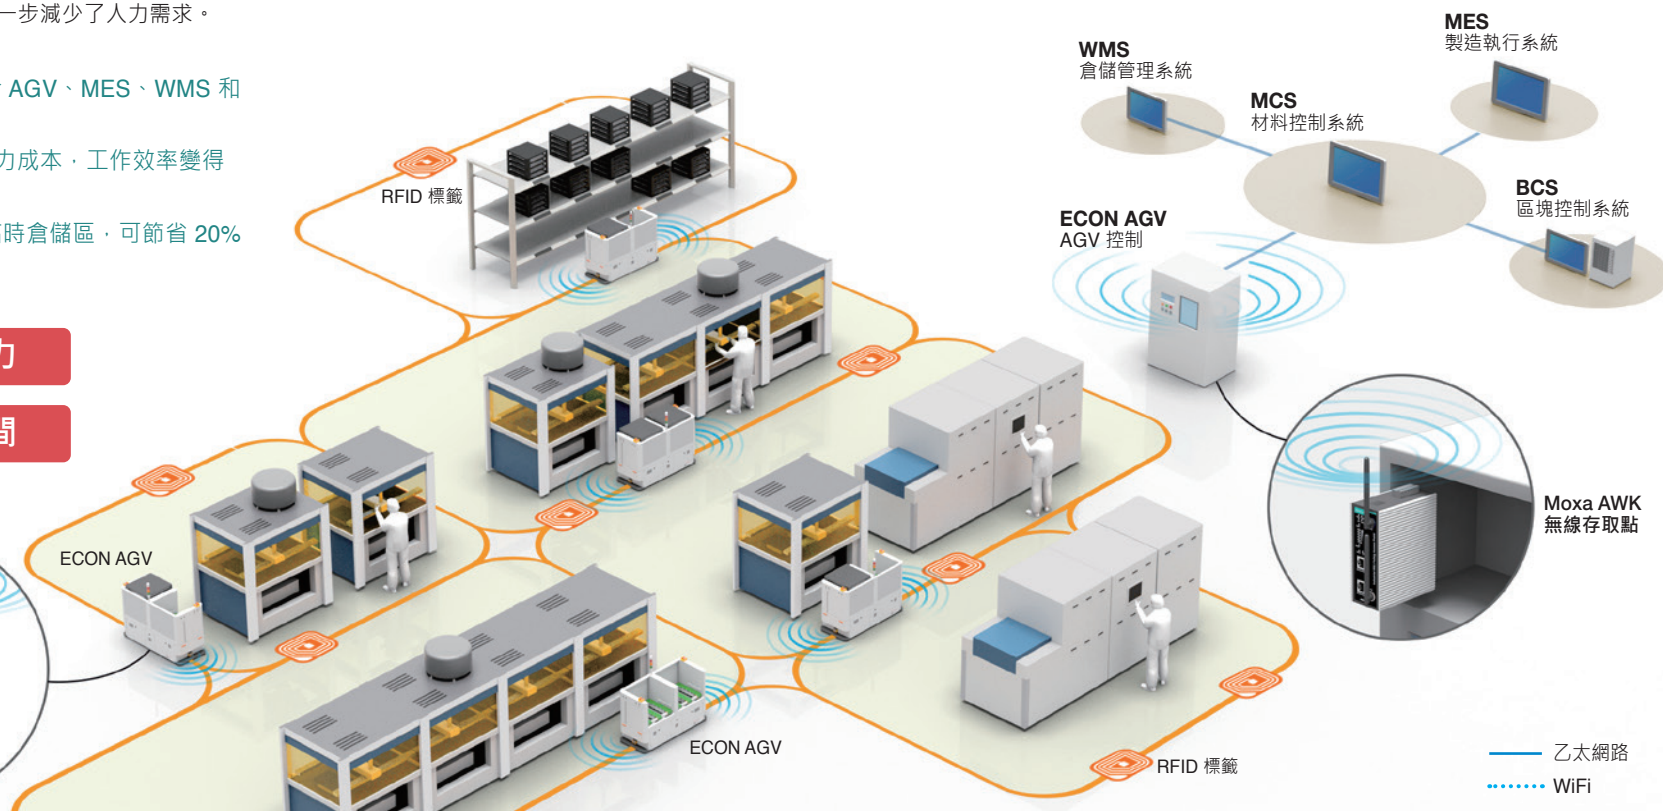 一步減少了人力需求。
AGV、MES、WMS 和
力成本，工作效率變得
時倉儲區，可節省 20%
力
間
RFID 標籤
WMS
倉儲管理系統
MES
製造執行系統
MCS
材料控制系統
BCS
區塊控制系統
ECON AGV
AGV 控制
Moxa AWK
無線存取點
ECON AGV
ECON AGV
RFID 標籤
乙太網路
WiFi